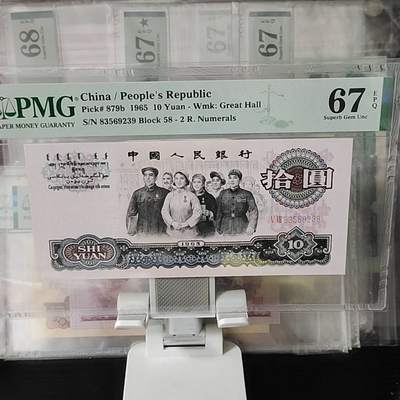 68
67
67
PMG
PAPER MONEY GUARANTY
China / People's Republic
Pick# 879b 1965 10 Yuan - Wmk: Great Hall
S/N 83569239 Block 58 - 2 R. Numerals
67 EPQ
Superb Gem Unc
中國人民銀行
拾圓
83569239
1965
SHI
YUAN
10